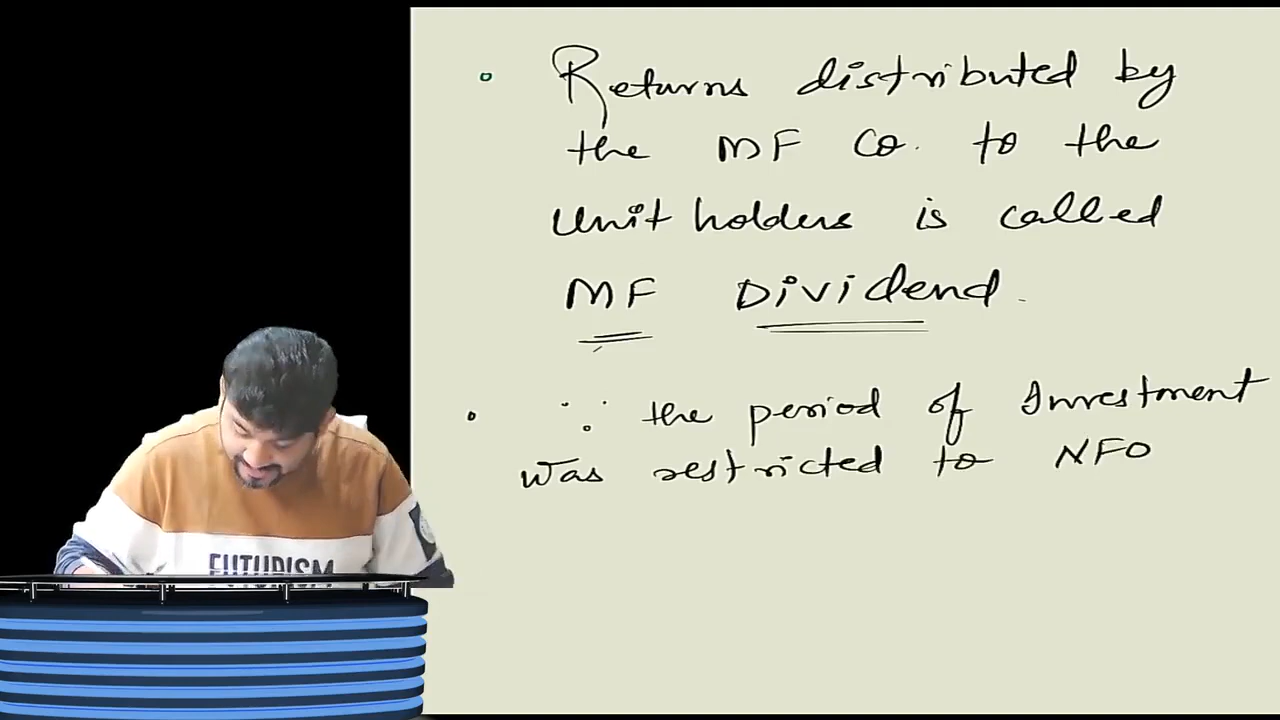 • Returns distributed by
the MF Co. to the
Unit holders is called
MF Dividend.
• ∵ the period of Investment
was restricted to NFO
FUTURISM